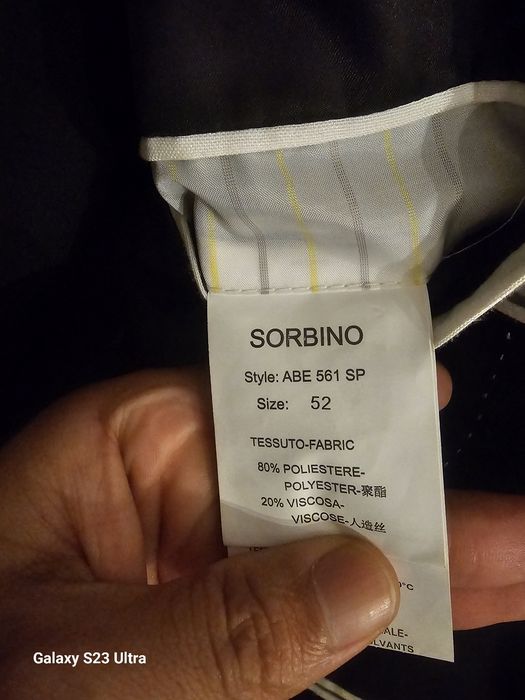 SORBINO
Style: ABE 561 SP
Size: 52
TESSUTO-FABRIC
80% POLIESTERE-
POLYESTER-聚酯
20% VISCOSA-
VISCOSE-人造丝
Galaxy S23 Ultra